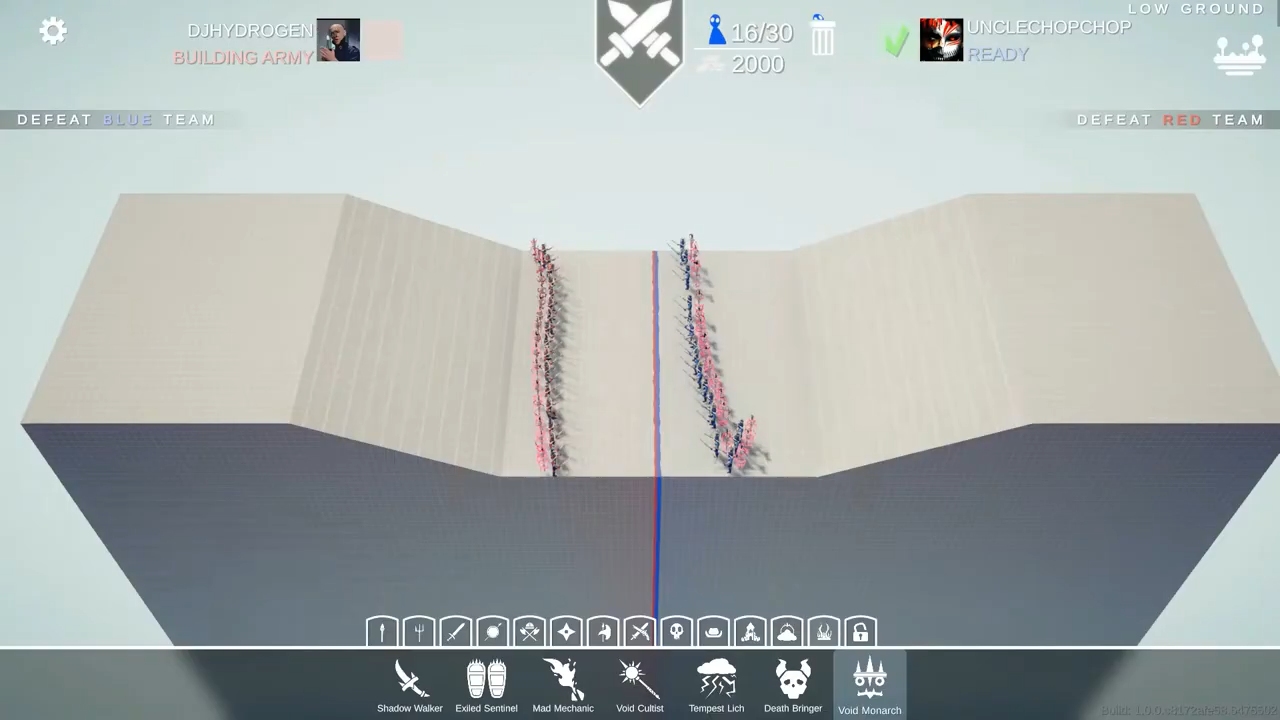 LOW GROUND
DJHYDROGEN
BUILDING ARMY
16/30
2000
UNCLECHOPCHOP
READY
DEFEAT BLUE TEAM
DEFEAT RED TEAM
Shadow Walker
Exiled Sentinel
Mad Mechanic
Void Cultist
Tempest Lich
Death Bringer
Void Monarch